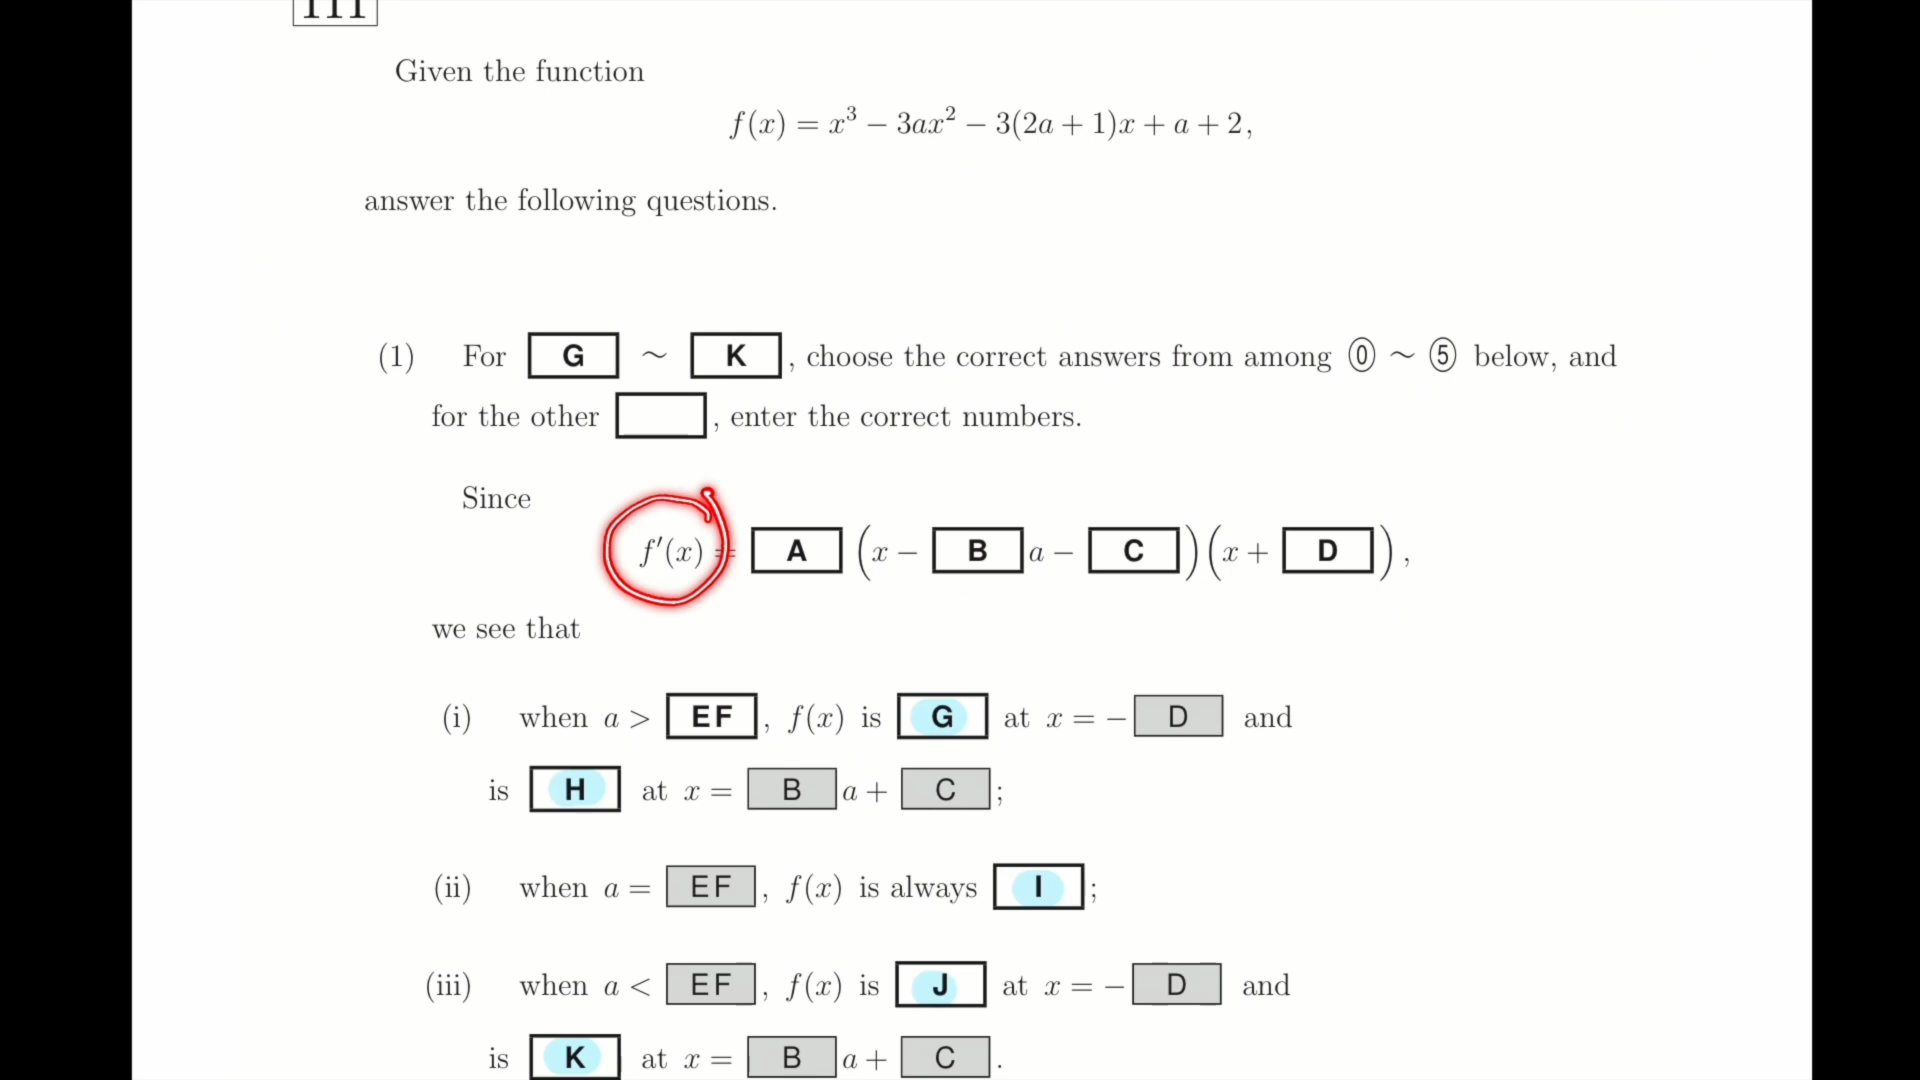 III
Given the function
f(x) = x³ − 3ax² − 3(2a + 1)x + a + 2,
answer the following questions.
(1) For G ∼ K , choose the correct answers from among ⓪ ∼ ⑤ below, and
for the other , enter the correct numbers.
Since
f′(x) = A (x − B a − C)(x + D),
we see that
(i) when a > EF , f(x) is G at x = − D and
is H at x = B a + C ;
(ii) when a = EF , f(x) is always I ;
(iii) when a < EF , f(x) is J at x = − D and
is K at x = B a + C .